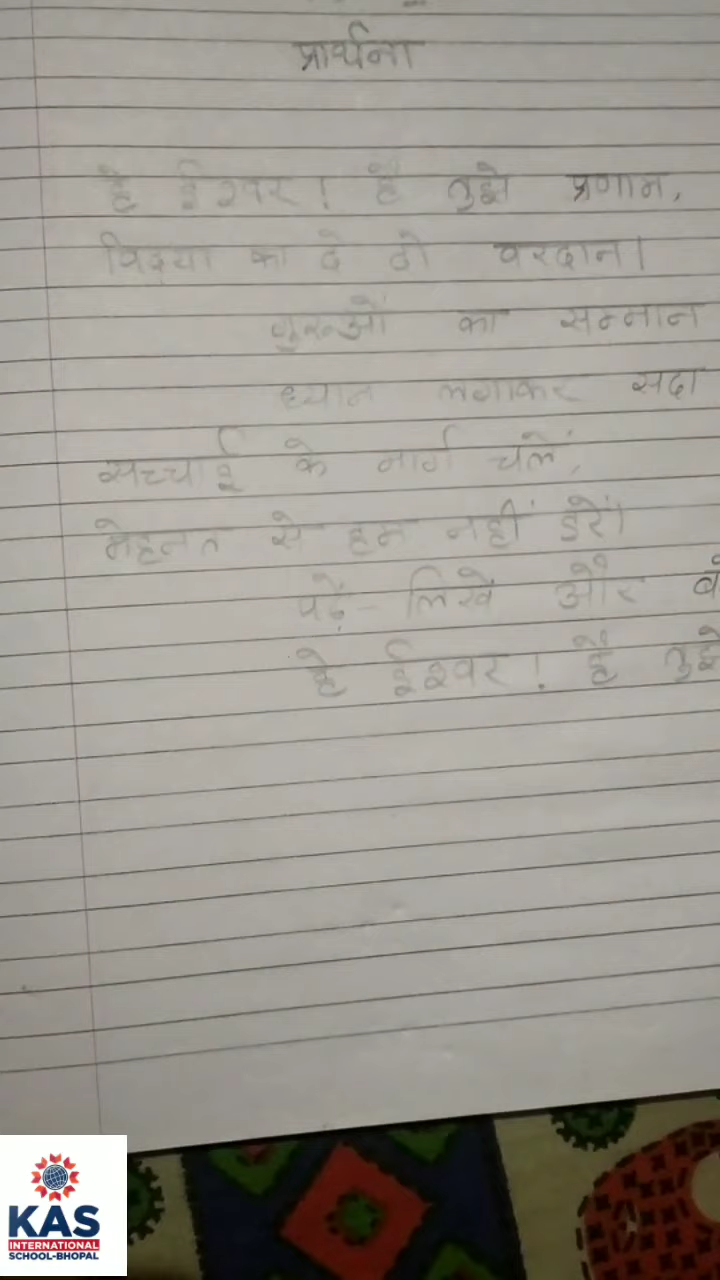 प्रार्थना
हे ईश्वर! है तुझे प्रणाम,
विद्या का दे दो वरदान।
गुरुओं का सम्मान
ध्यान लगाकर सदा
सच्चाई के मार्ग चलें,
मेहनत से हम नहीं डरें।
पढ़ें-लिखें और
हे ईश्वर! है तुझे
KAS
INTERNATIONAL
SCHOOL-BHOPAL